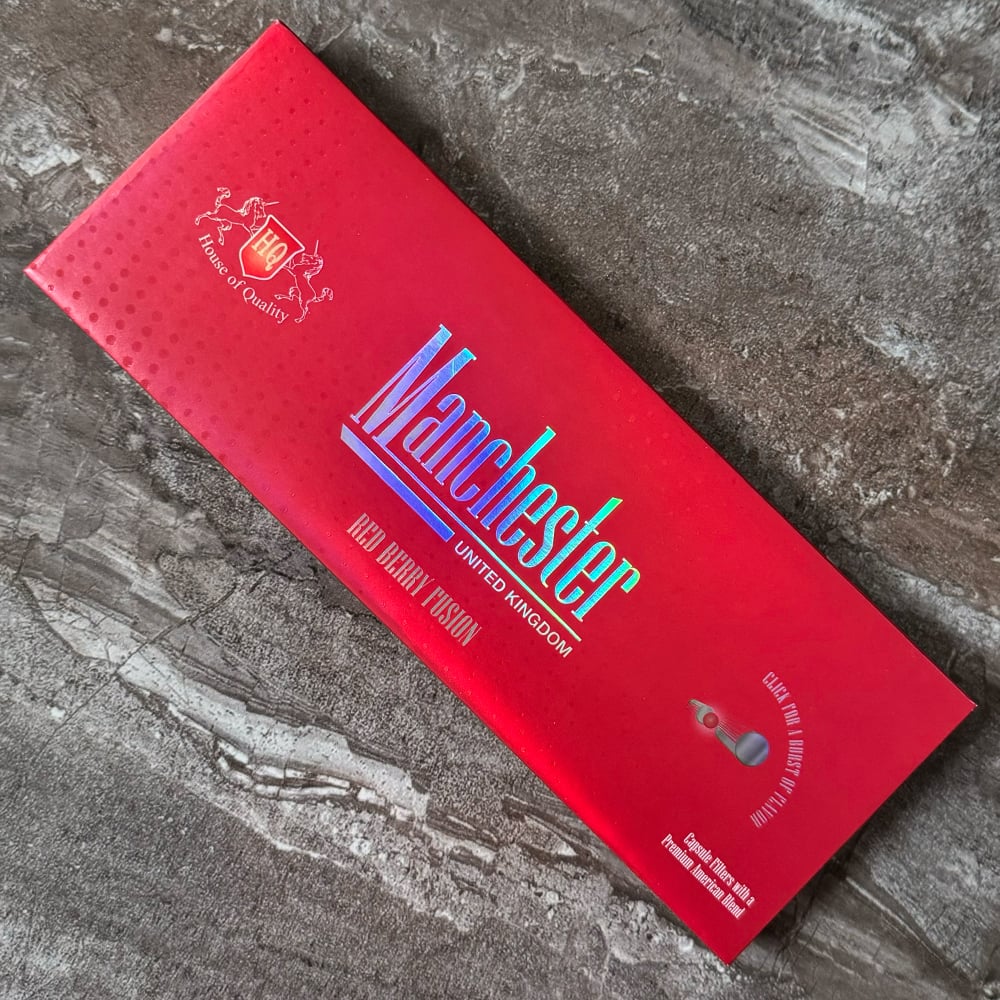 HQ
House of Quality
Manchester
UNITED KINGDOM
RED BERRY FUSION
CLICK FOR A BURST OF FLAVOR
Capsule Filters with a
Premium American Blend